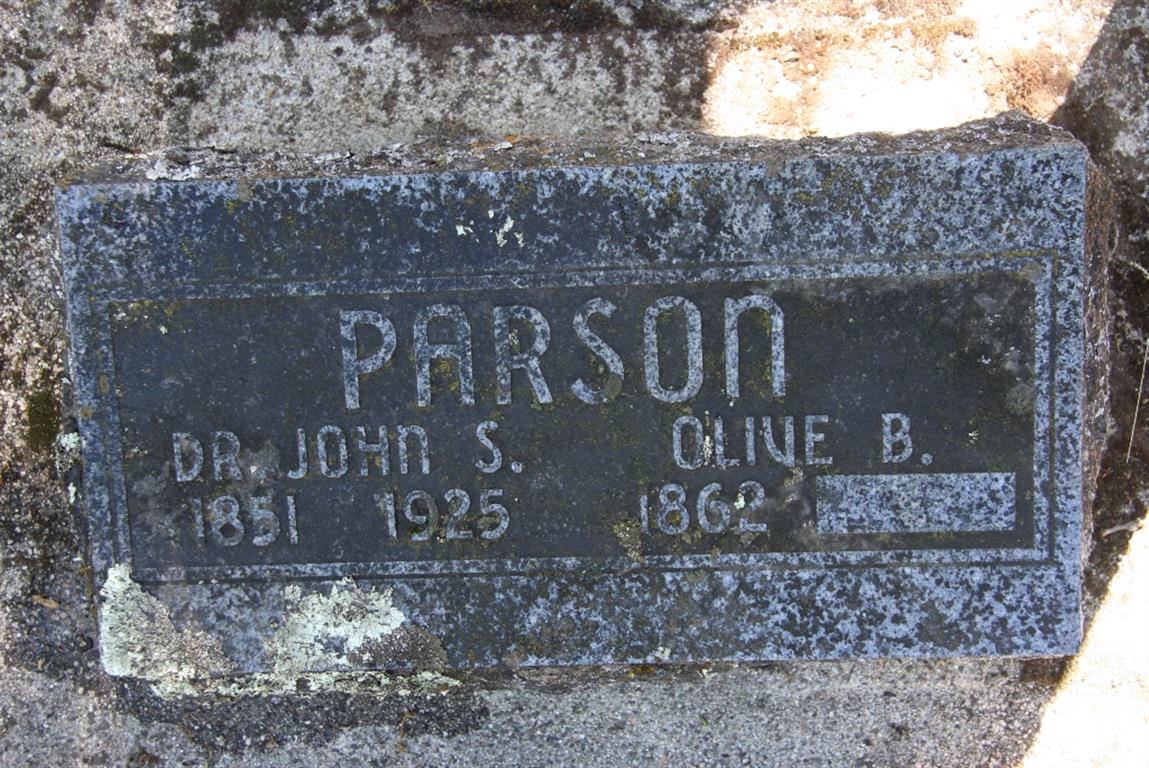 PARSON
DR. JOHN S. OLIVE B.
1851 1925 1862